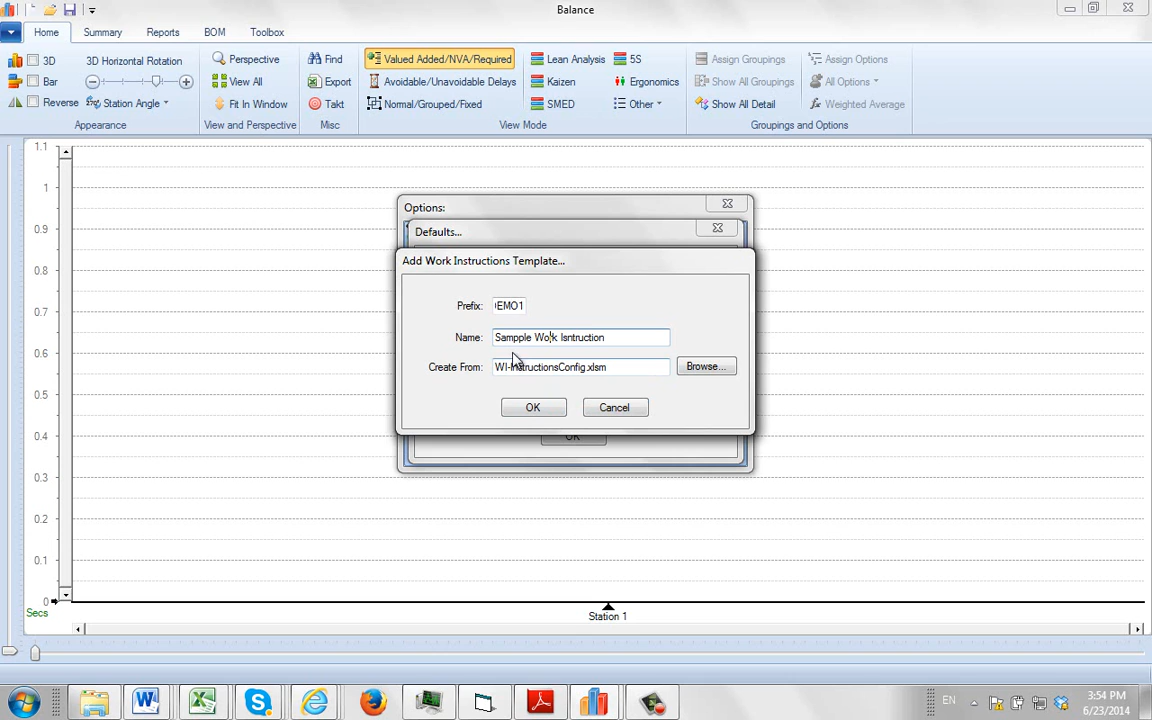 Balance
Home Summary Reports BOM Toolbox
3D 3D Horizontal Rotation Perspective Find Valued Added/NVA/Required Lean Analysis 5S Assign Groupings Assign Options
Bar View All Export Avoidable/Unavoidable Delays Kaizen Ergonomics Show All Groupings All Options
Reverse Station Angle Fit In Window Takt Normal/Grouped/Fixed SMED Other Show All Detail Weighted Average
Appearance View and Perspective Misc View Mode Groupings and Options
1.1
1
0.9
0.8
0.7
0.6
0.5
0.4
0.3
0.2
0.1
0
Secs
Station 1
Options:
Defaults...
Add Work Instructions Template...
Prefix: EMO1
Name: Sampple Work Isntruction
Create From: WI-InstructionsConfig.xlsm Browse...
OK Cancel
OK
EN 3:54 PM
6/23/2014